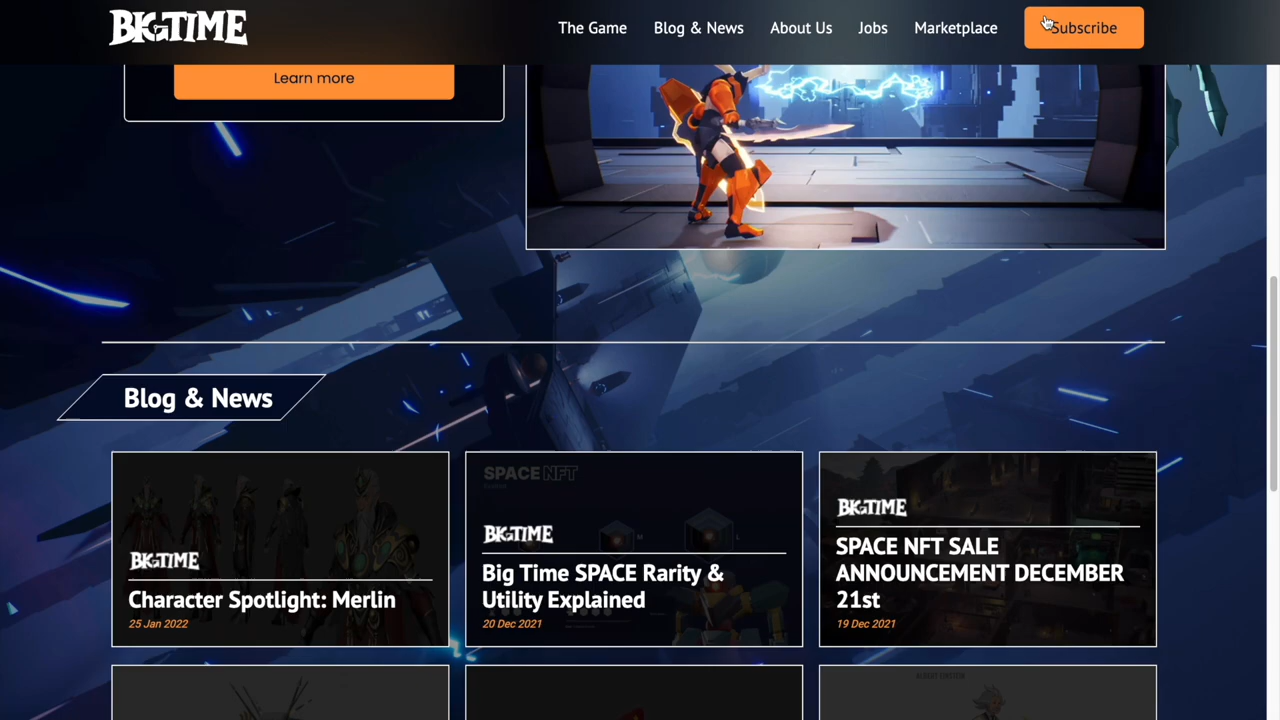 BIGTIME
The Game
Blog & News
About Us
Jobs
Marketplace
Subscribe
Learn more
Blog & News
BIGTIME
Character Spotlight: Merlin
25 Jan 2022
SPACE NFT
BIGTIME
Big Time SPACE Rarity &
Utility Explained
20 Dec 2021
BIGTIME
SPACE NFT SALE
ANNOUNCEMENT DECEMBER
21st
19 Dec 2021
ALBERT EINSTEIN